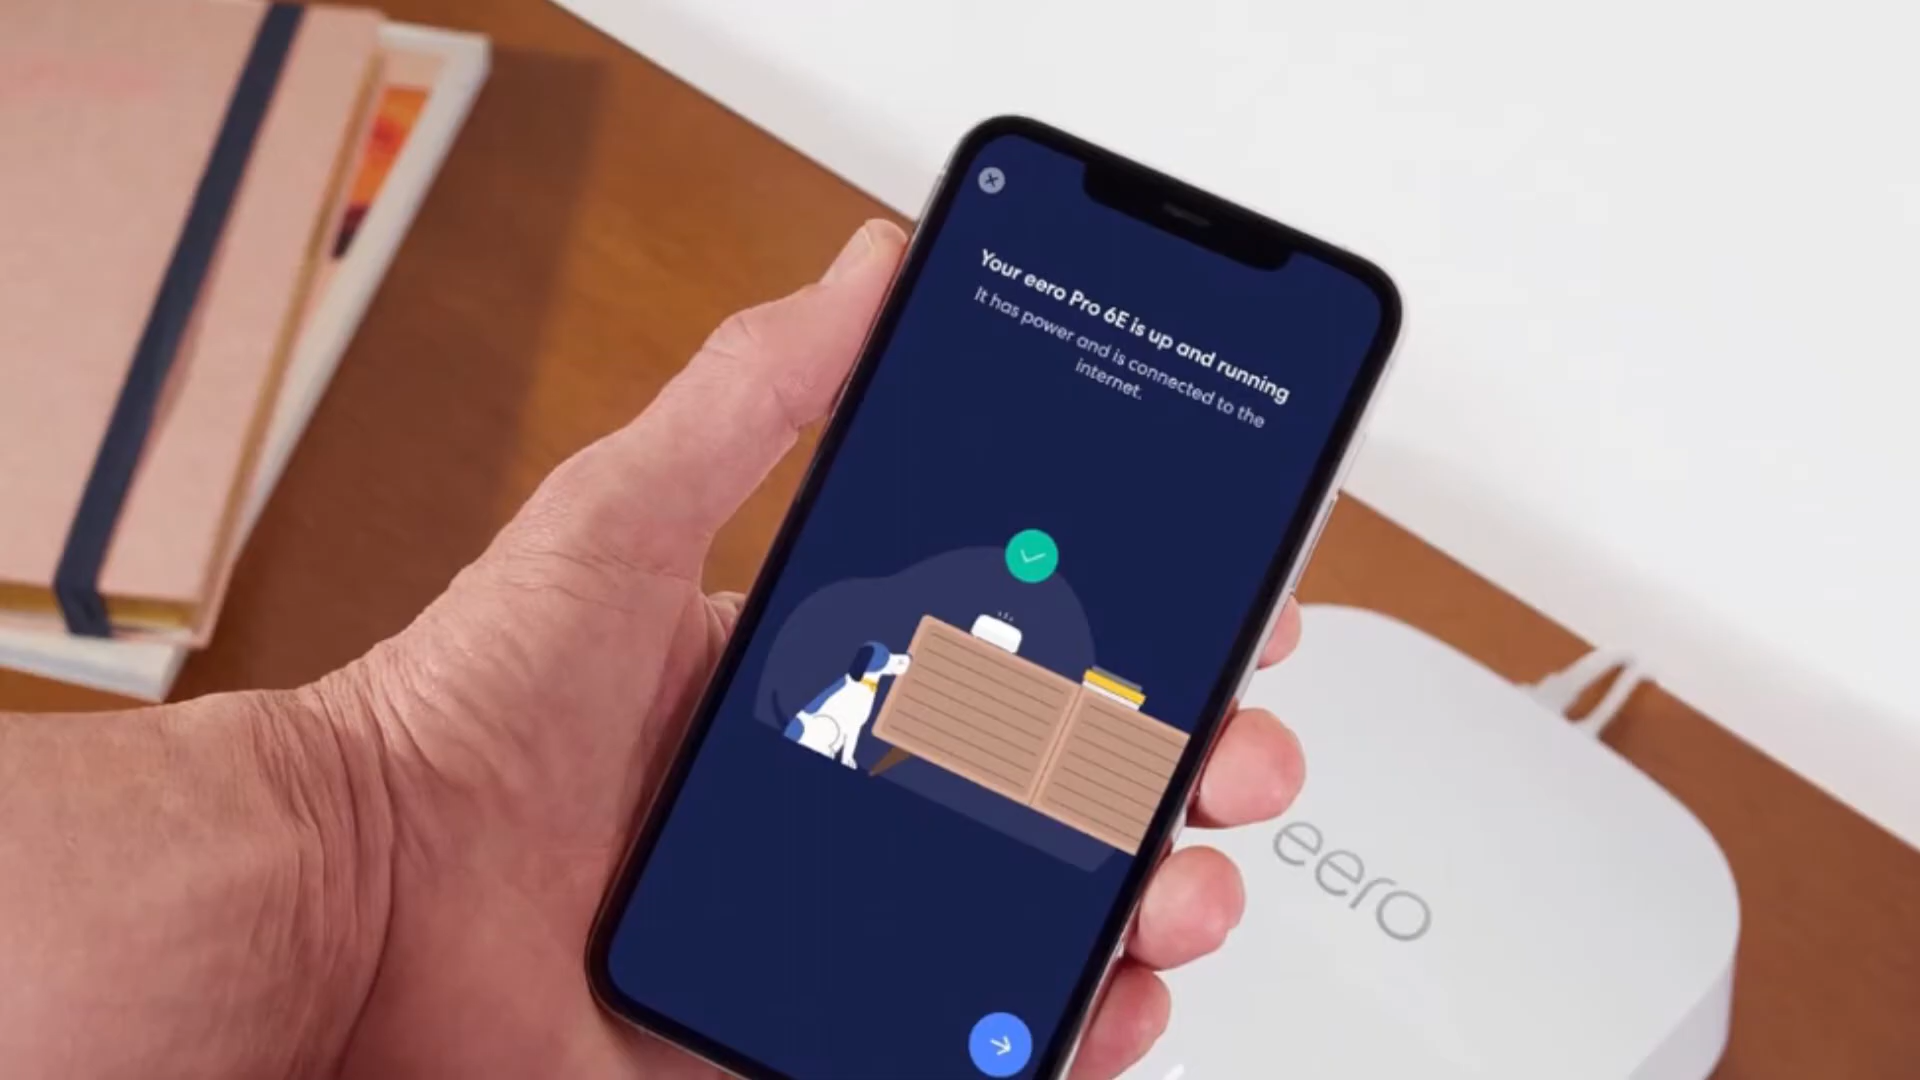 Your eero Pro 6E is up and running
It has power and is connected to the
internet.
eero